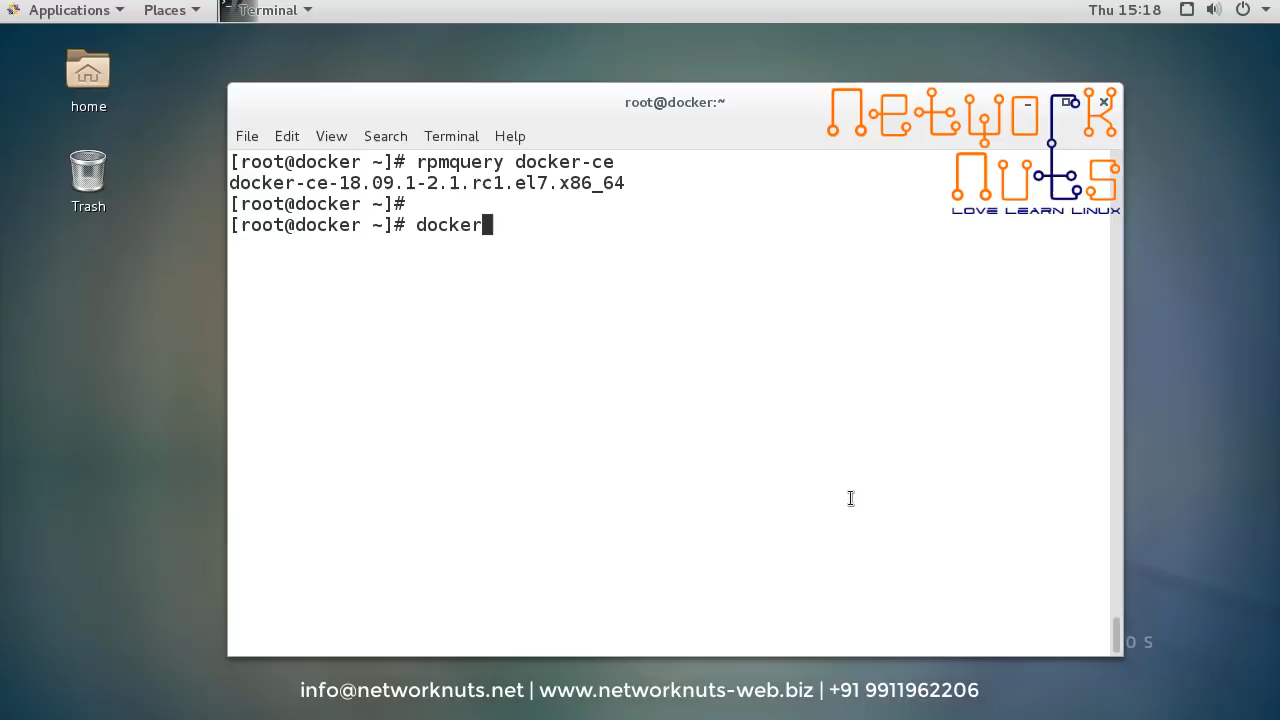 Applications Places Terminal Thu 15:18
home
Trash
root@docker:~
netwoRK
nuts
LOVE LEARN LINUX
File Edit View Search Terminal Help
[root@docker ~]# rpmquery docker-ce
docker-ce-18.09.1-2.1.rc1.el7.x86_64
[root@docker ~]#
[root@docker ~]# docker
O S
info@networknuts.net | www.networknuts-web.biz | +91 9911962206